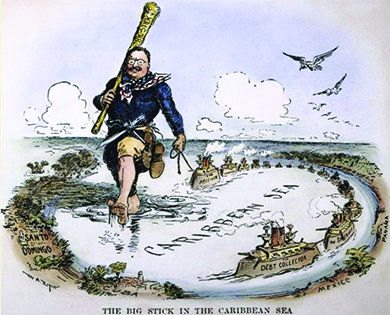 SANTO
DOMINGO
CARIBBEAN SEA
DEBT COLLECTOR
MEXICO
THE BIG STICK IN THE CARIBBEAN SEA